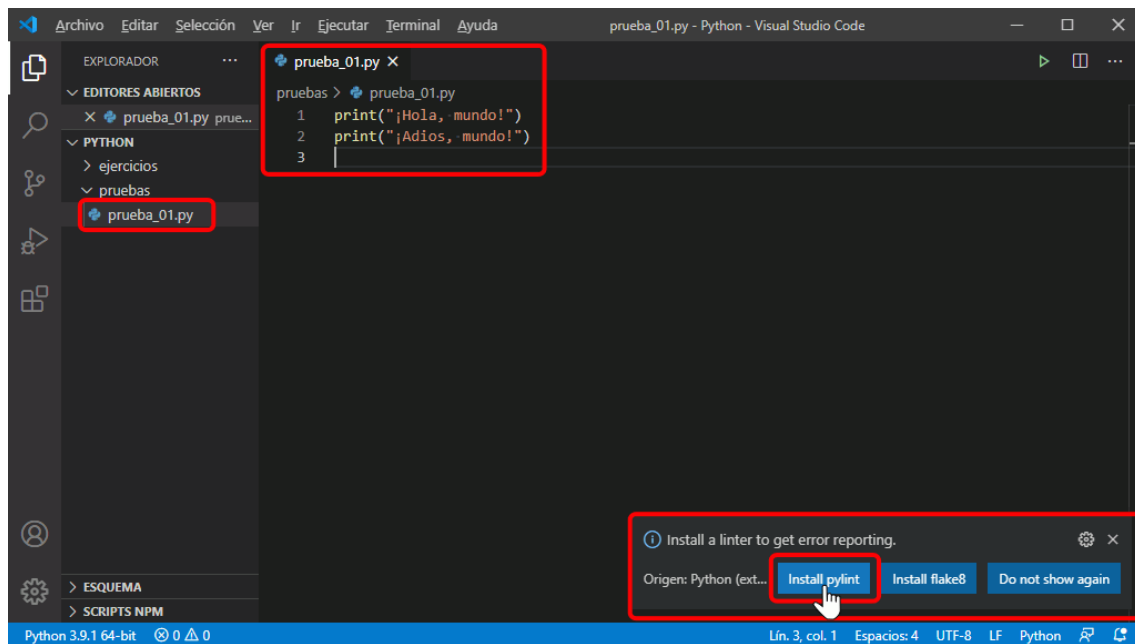 Archivo Editar Selección Ver Ir Ejecutar Terminal Ayuda prueba_01.py - Python - Visual Studio Code
EXPLORADOR
EDITORES ABIERTOS
prueba_01.py prue...
PYTHON
ejercicios
pruebas
prueba_01.py
ESQUEMA
SCRIPTS NPM
prueba_01.py
pruebas > prueba_01.py
1 print("¡Hola, mundo!")
2 print("¡Adios, mundo!")
3
Install a linter to get error reporting.
Origen: Python (ext... Install pylint Install flake8 Do not show again
Python 3.9.1 64-bit 0 0 Lín. 3, col. 1 Espacios: 4 UTF-8 LF Python